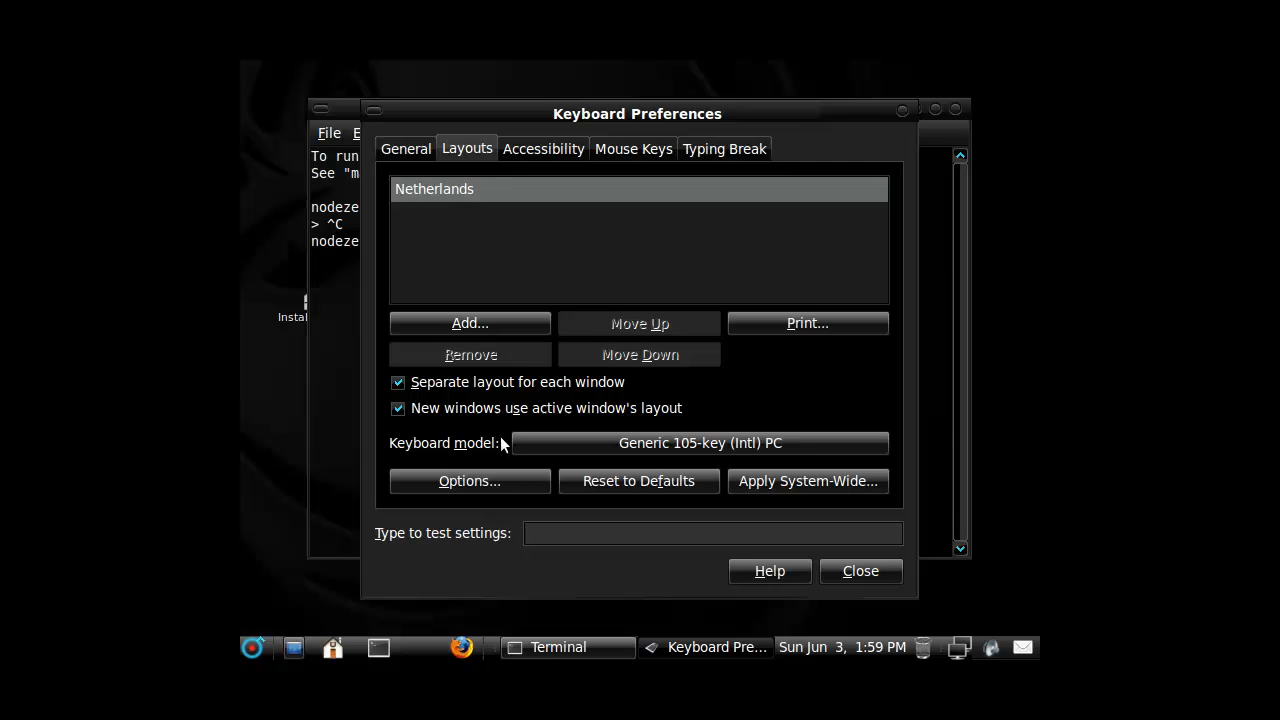 Keyboard Preferences
File E
General Layouts Accessibility Mouse Keys Typing Break
To run
See "m
Netherlands
nodeze
> ^C
nodeze
Instal
Add... Move Up Print...
Remove Move Down
Separate layout for each window
New windows use active window's layout
Keyboard model: Generic 105-key (Intl) PC
Options... Reset to Defaults Apply System-Wide...
Type to test settings:
Help Close
Terminal Keyboard Pre... Sun Jun 3, 1:59 PM